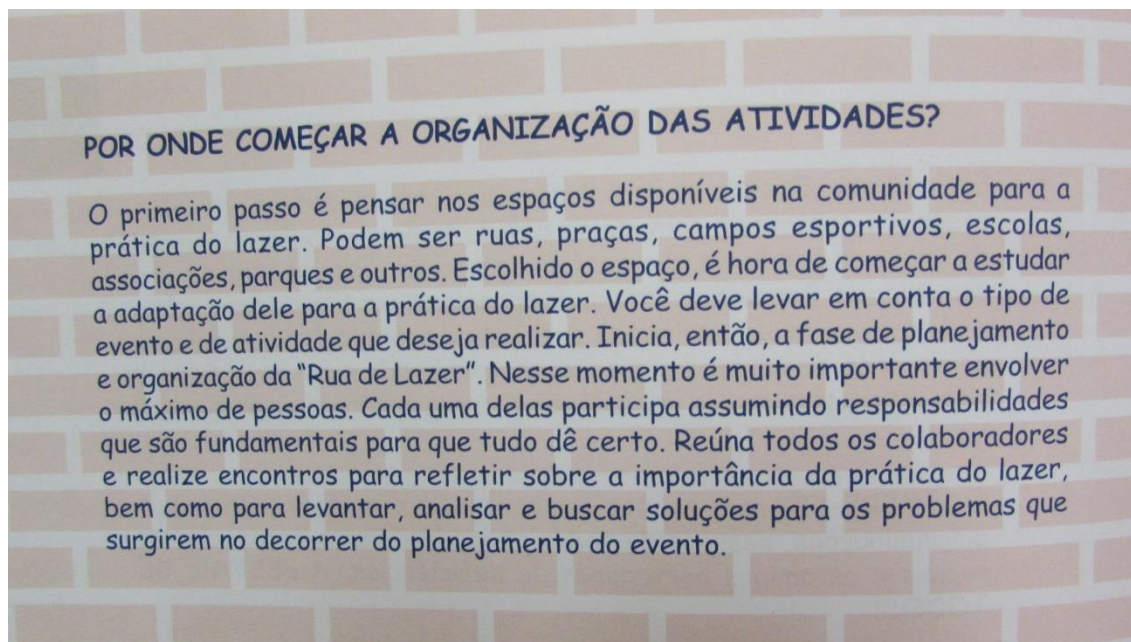 POR ONDE COMEÇAR A ORGANIZAÇÃO DAS ATIVIDADES?
O primeiro passo é pensar nos espaços disponíveis na comunidade para a
prática do lazer. Podem ser ruas, praças, campos esportivos, escolas,
associações, parques e outros. Escolhido o espaço, é hora de começar a estudar
a adaptação dele para a prática do lazer. Você deve levar em conta o tipo de
evento e de atividade que deseja realizar. Inicia, então, a fase de planejamento
e organização da "Rua de Lazer". Nesse momento é muito importante envolver
o máximo de pessoas. Cada uma delas participa assumindo responsabilidades
que são fundamentais para que tudo dê certo. Reúna todos os colaboradores
e realize encontros para refletir sobre a importância da prática do lazer,
bem como para levantar, analisar e buscar soluções para os problemas que
surgirem no decorrer do planejamento do evento.